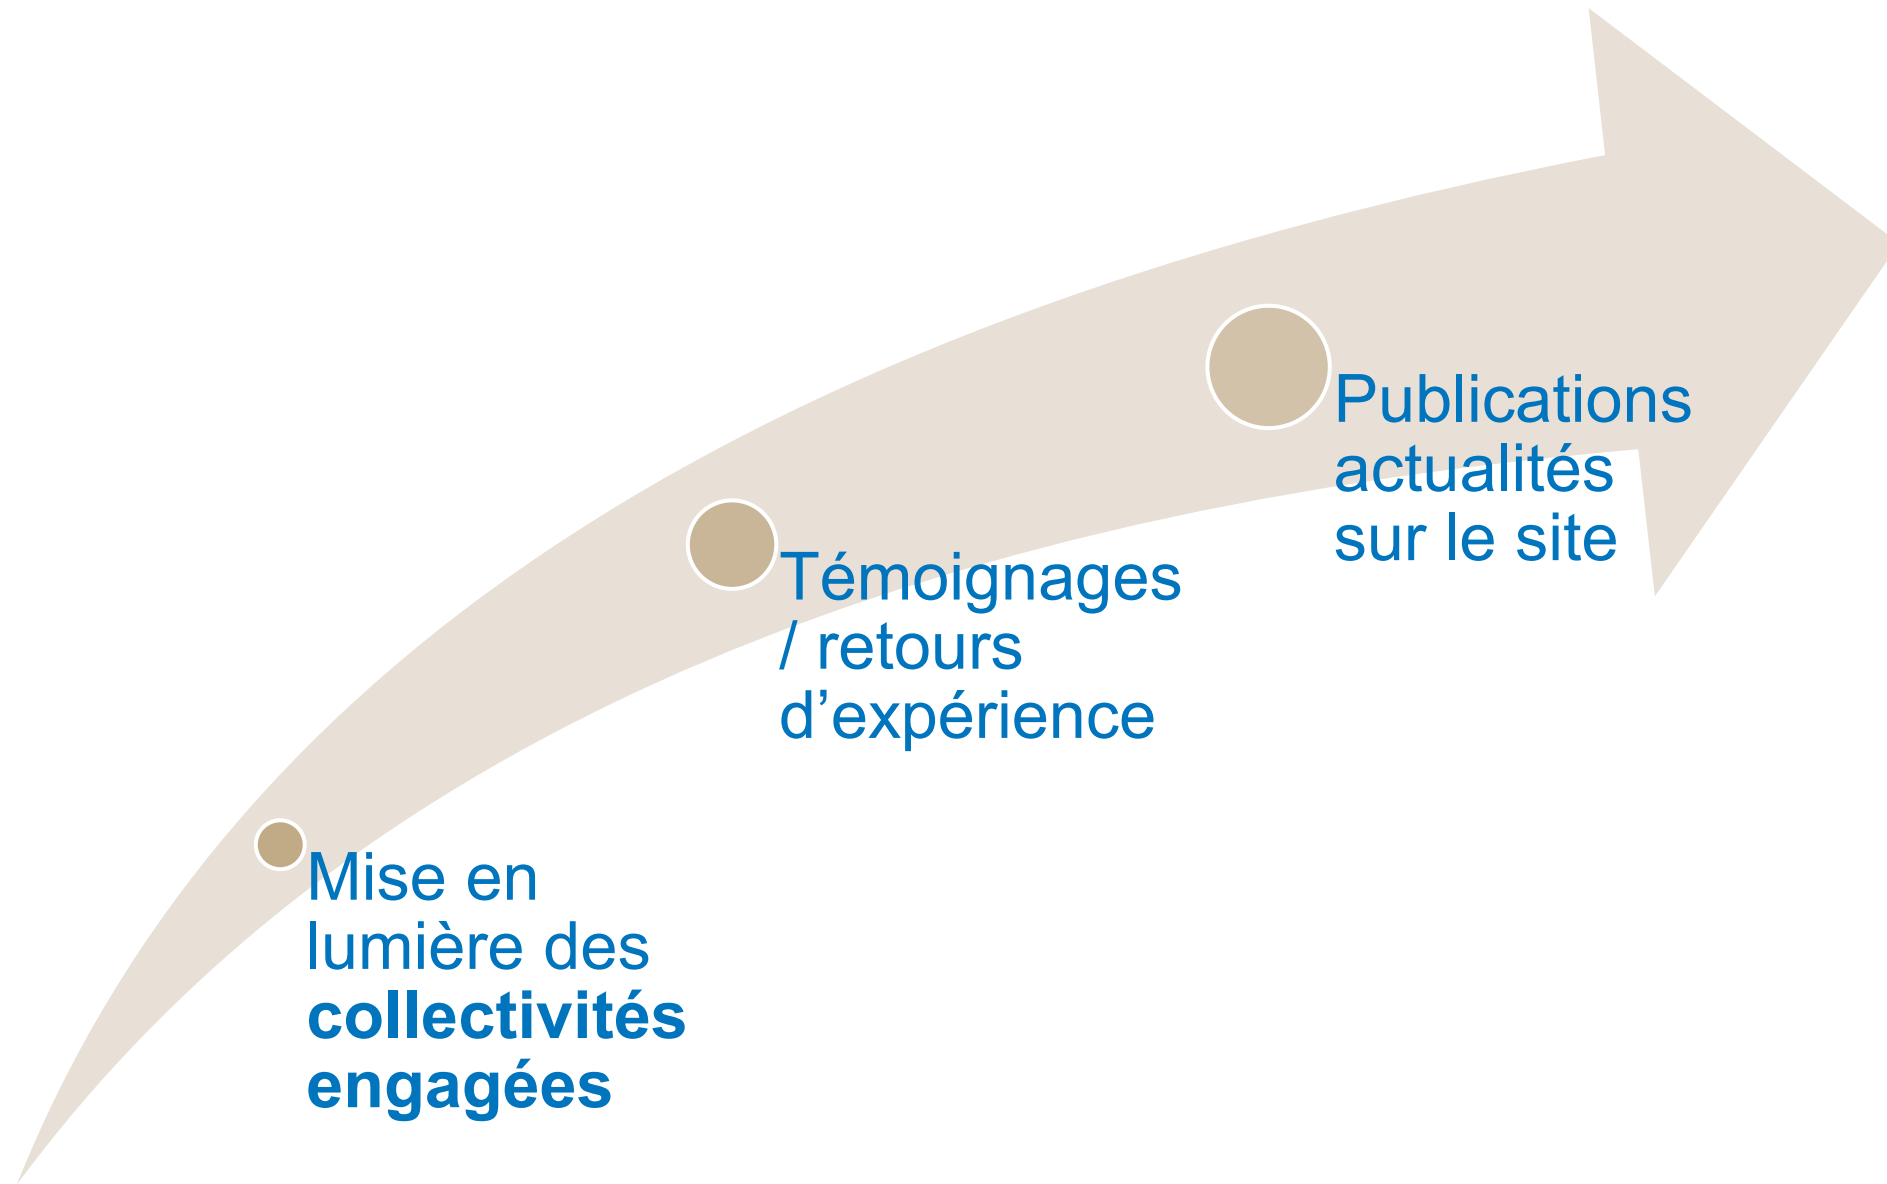 Mise en
lumière des
collectivités
engagées
Témoignages
/ retours
d’expérience
Publications
actualités
sur le site